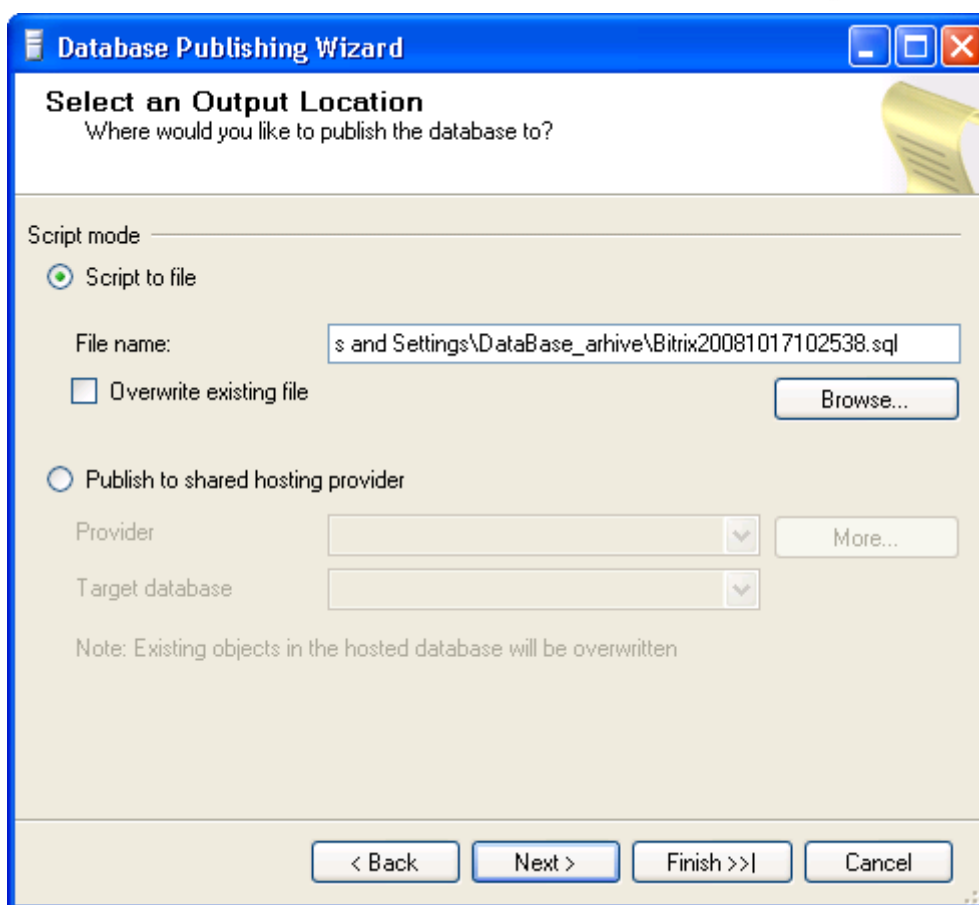 Database Publishing Wizard
Select an Output Location
Where would you like to publish the database to?
Script mode
Script to file
File name:
s and Settings\DataBase_arhive\Bitrix20081017102538.sql
Overwrite existing file
Browse...
Publish to shared hosting provider
Provider
More...
Target database
Note: Existing objects in the hosted database will be overwritten
< Back
Next >
Finish >>|
Cancel